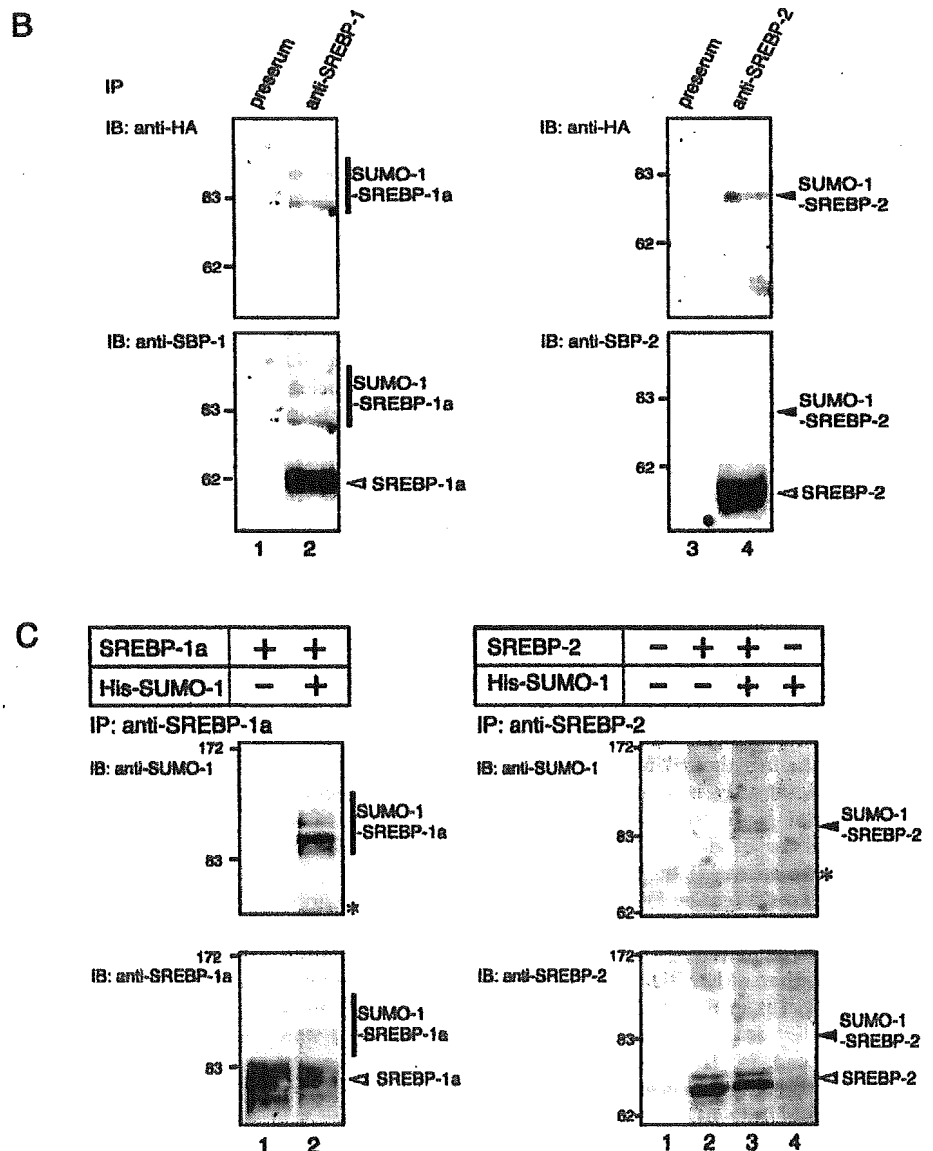 B
IP
preserum
anti-SREBP-1
IB: anti-HA
83
62
SUMO-1
-SREBP-1a
IB: anti-SBP-1
83
62
SUMO-1
-SREBP-1a
SREBP-1a
1 2
preserum
anti-SREBP-2
IB: anti-HA
83
62
SUMO-1
-SREBP-2
IB: anti-SBP-2
83
62
SUMO-1
-SREBP-2
SREBP-2
3 4
C
SREBP-1a + +
His-SUMO-1 - +
IP: anti-SREBP-1a
172
IB: anti-SUMO-1
83
SUMO-1
-SREBP-1a
*
172
IB: anti-SREBP-1a
83
SUMO-1
-SREBP-1a
SREBP-1a
1 2
SREBP-2 - + + -
His-SUMO-1 - - + +
IP: anti-SREBP-2
172
IB: anti-SUMO-1
83
62
SUMO-1
-SREBP-2
*
172
IB: anti-SREBP-2
83
62
SUMO-1
-SREBP-2
SREBP-2
1 2 3 4